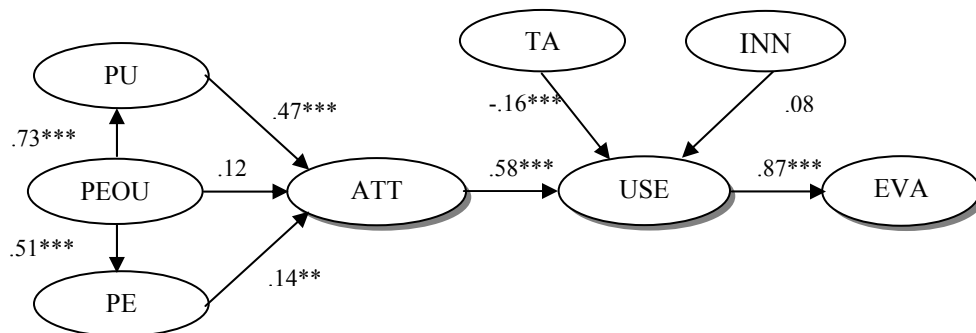 TA
INN
PU
-.16***
.08
.47***
.73***
.12
.58***
.87***
PEOU
ATT
USE
EVA
.51***
.14**
PE